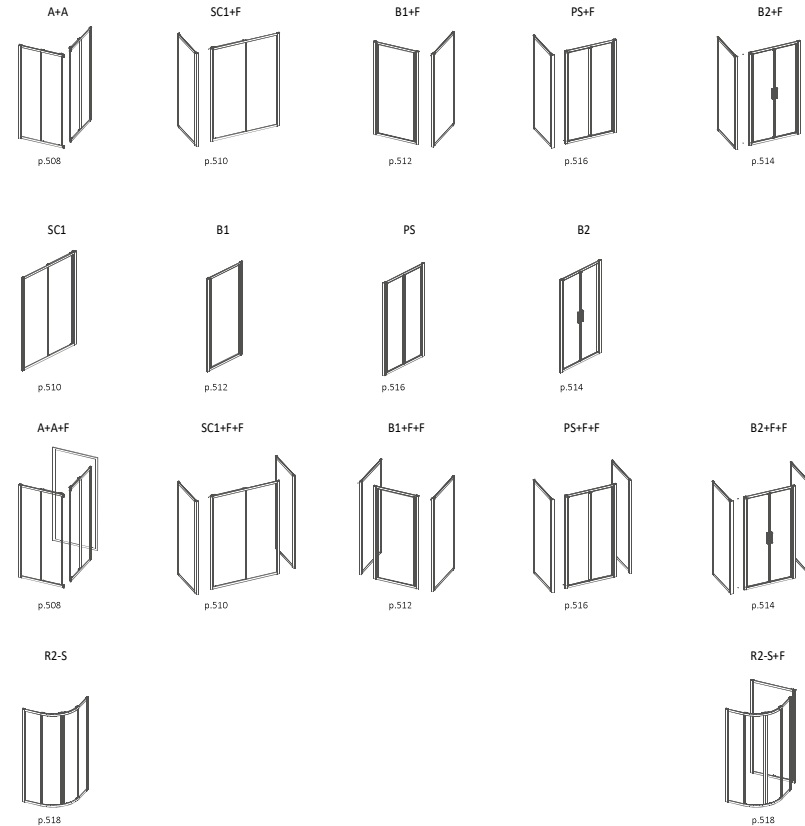 A+A
SC1+F
B1+F
PS+F
B2+F
p.508
p.510
p.512
p.516
p.514
SC1
B1
PS
B2
p.510
p.512
p.516
p.514
A+A+F
SC1+F+F
B1+F+F
PS+F+F
B2+F+F
p.508
p.510
p.512
p.516
p.514
R2-S
R2-S+F
p.518
p.518